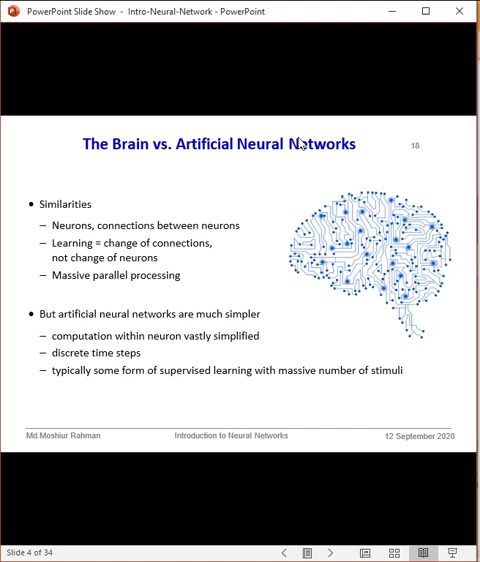 PowerPoint Slide Show - Intro-Neural-Network - PowerPoint
The Brain vs. Artificial Neural Networks
18
• Similarities
– Neurons, connections between neurons
– Learning = change of connections,
not change of neurons
– Massive parallel processing
• But artificial neural networks are much simpler
– computation within neuron vastly simplified
– discrete time steps
– typically some form of supervised learning with massive number of stimuli
Md.Moshiur Rahman
Introduction to Neural Networks
12 September 2020
Slide 4 of 34